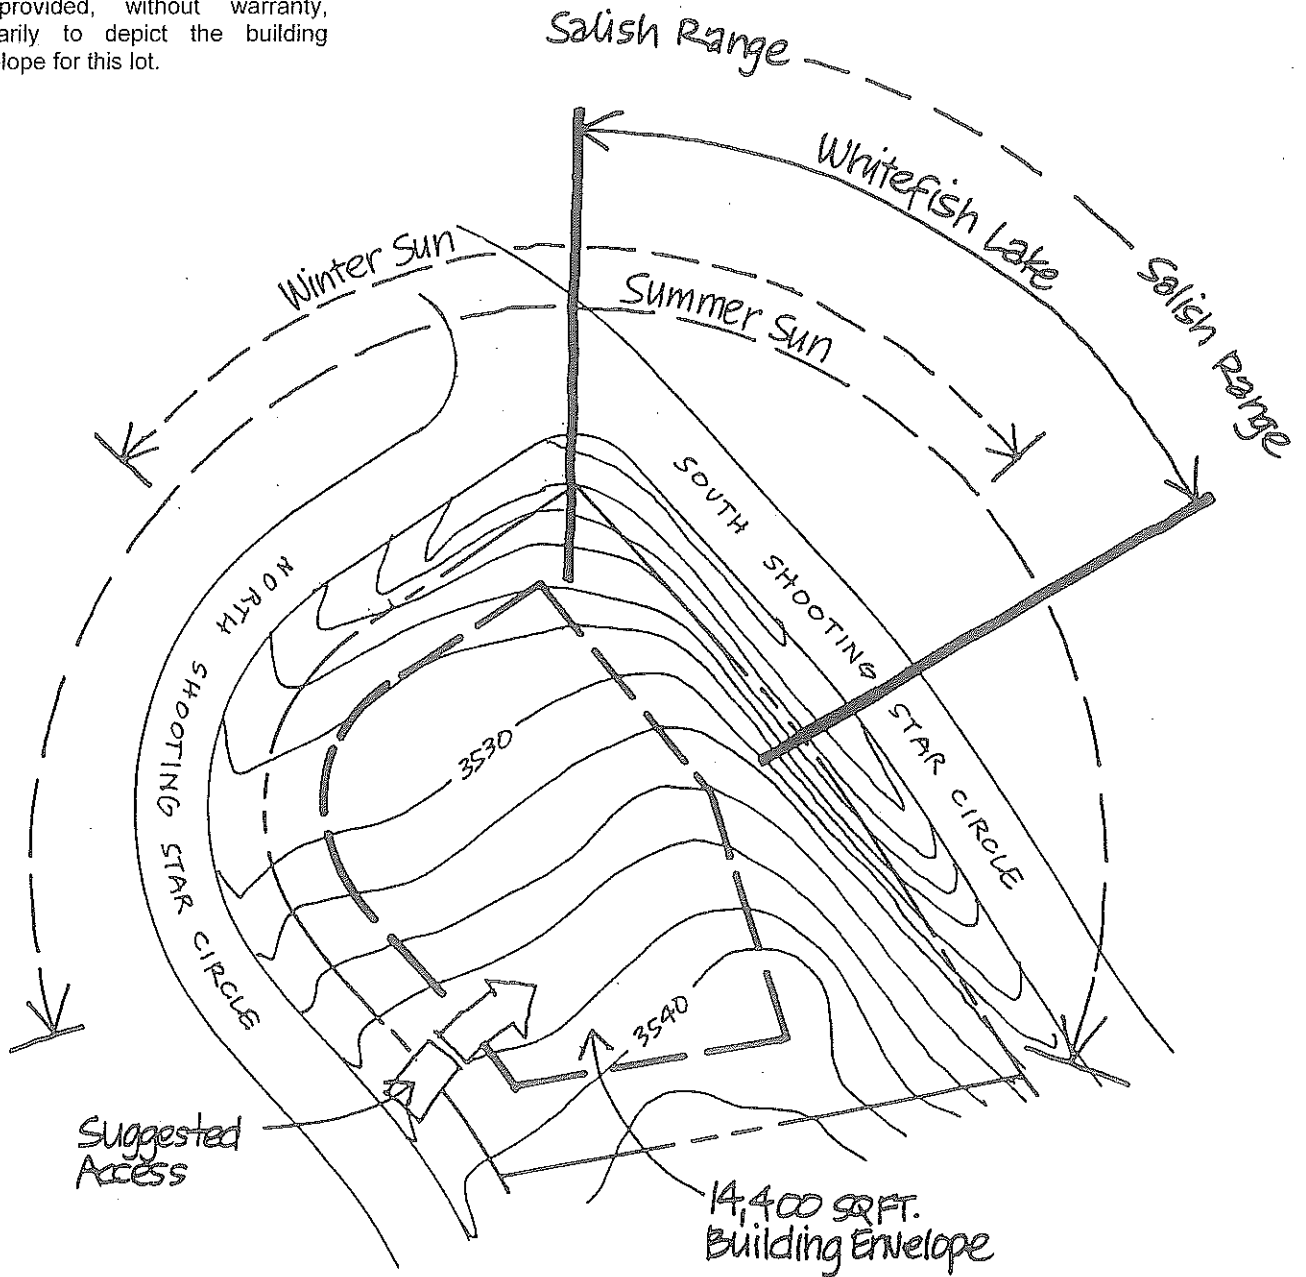 provided, without warranty,
arily to depict the building
lope for this lot.
Salish Range
Whitefish Lake
Salish Range
Winter Sun
Summer Sun
SOUTH SHOOTING STAR CIRCLE
NORTH SHOOTING STAR CIRCLE
3530
3540
Suggested
Access
14,400 SQFT.
Building Envelope